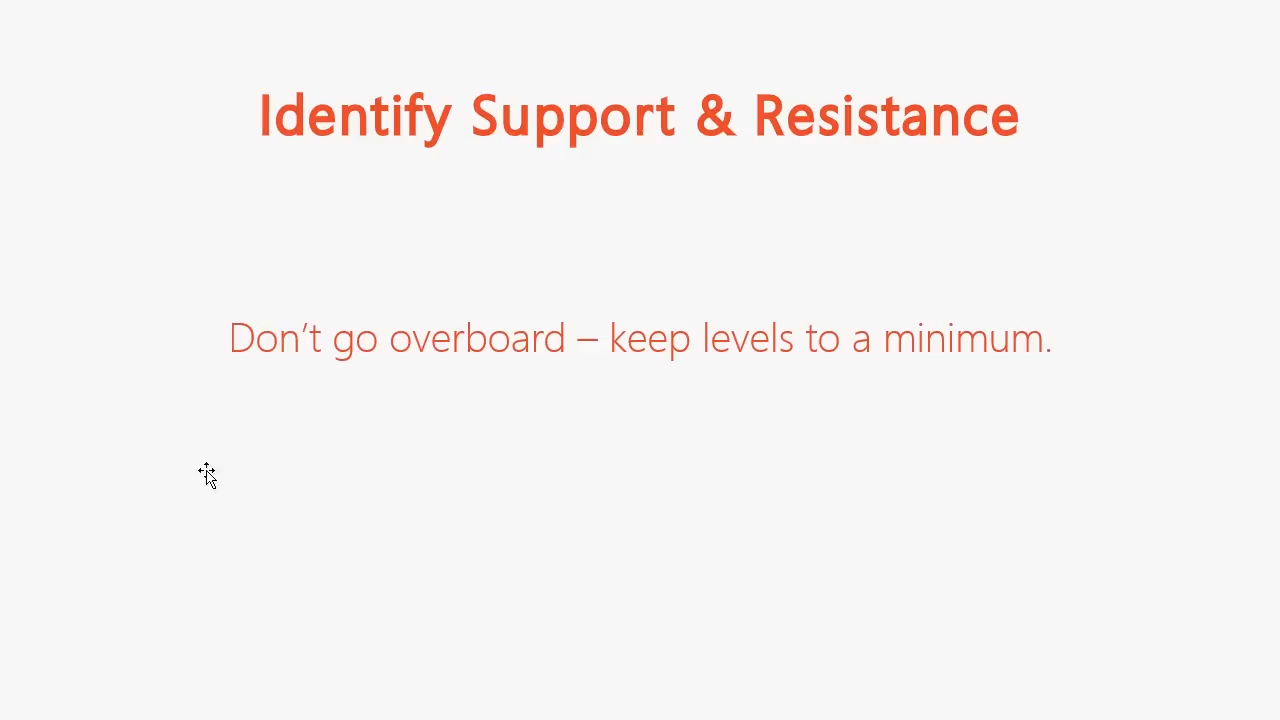 Identify Support & Resistance
Don’t go overboard – keep levels to a minimum.